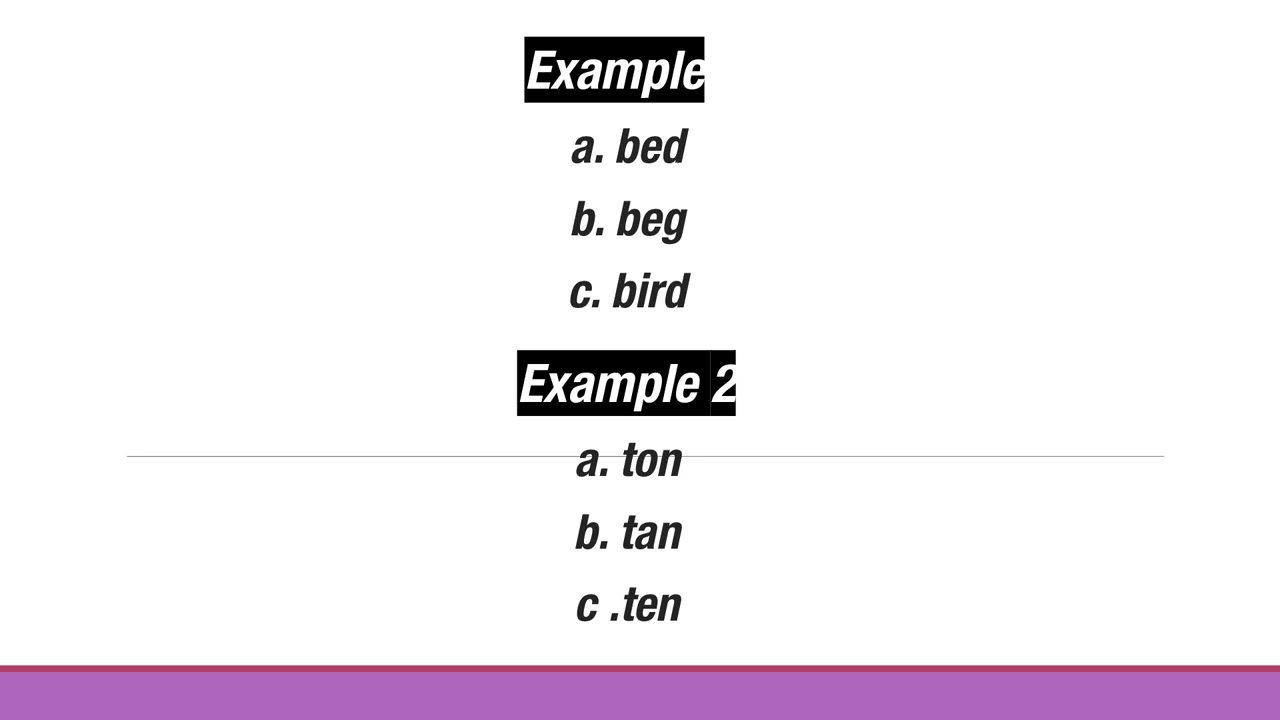 Example
a. bed
b. beg
c. bird
Example 2
a. ton
b. tan
c .ten